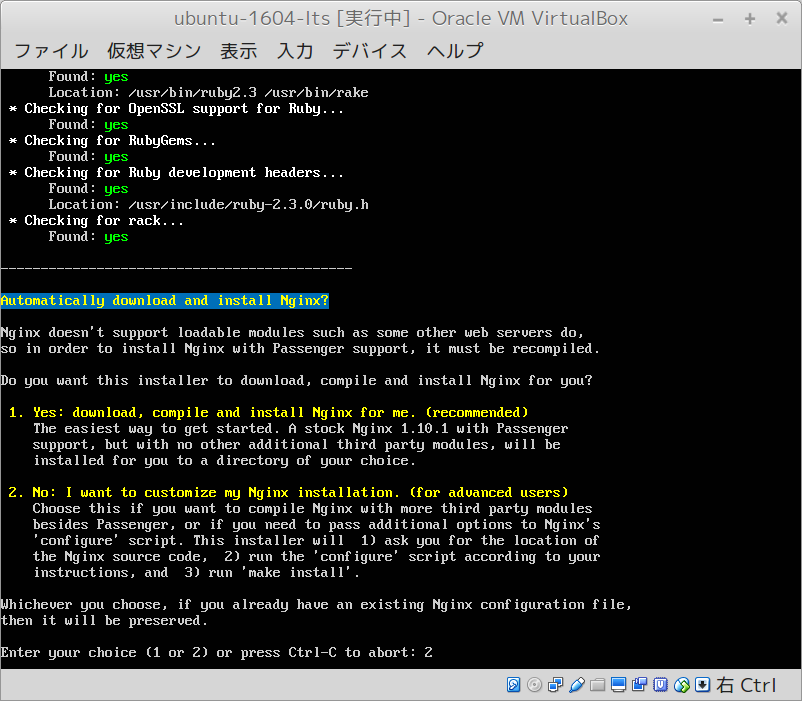 ubuntu-1604-lts [実行中] - Oracle VM VirtualBox
ファイル 仮想マシン 表示 入力 デバイス ヘルプ
Found: yes
Location: /usr/bin/ruby2.3 /usr/bin/rake
* Checking for OpenSSL support for Ruby...
Found: yes
* Checking for RubyGems...
Found: yes
* Checking for Ruby development headers...
Found: yes
Location: /usr/include/ruby-2.3.0/ruby.h
* Checking for rack...
Found: yes
--------------------------------------------
Automatically download and install Nginx?
Nginx doesn't support loadable modules such as some other web servers do,
so in order to install Nginx with Passenger support, it must be recompiled.
Do you want this installer to download, compile and install Nginx for you?
1. Yes: download, compile and install Nginx for me. (recommended)
The easiest way to get started. A stock Nginx 1.10.1 with Passenger
support, but with no other additional third party modules, will be
installed for you to a directory of your choice.
2. No: I want to customize my Nginx installation. (for advanced users)
Choose this if you want to compile Nginx with more third party modules
besides Passenger, or if you need to pass additional options to Nginx's
'configure' script. This installer will  1) ask you for the location of
the Nginx source code,  2) run the 'configure' script according to your
instructions, and  3) run 'make install'.
Whichever you choose, if you already have an existing Nginx configuration file,
then it will be preserved.
Enter your choice (1 or 2) or press Ctrl-C to abort: 2
右 Ctrl